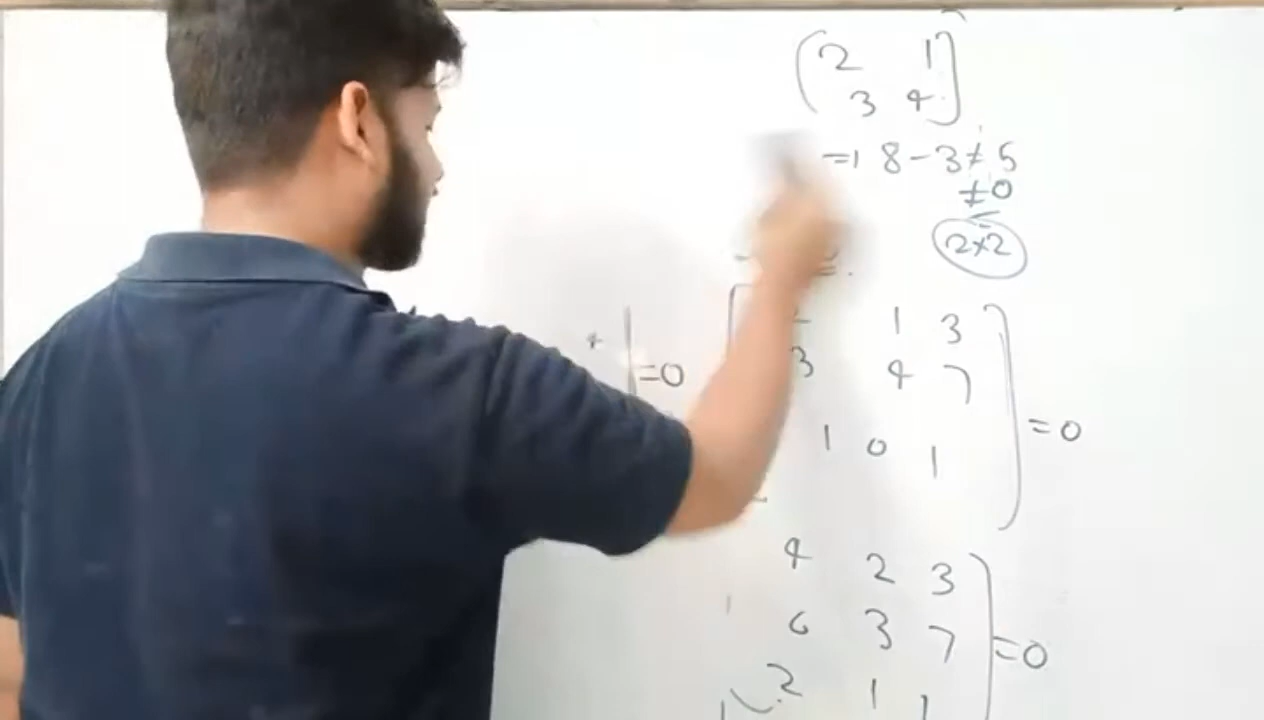 2 1
3 4
=1 8-3≠5
≠0
2×2
=0
1 3
3 4 7
1 0 1
=0
4 2 3
6 3 7
=0
2 1 1